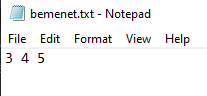 bemenet.txt - Notepad
File Edit Format View Help
3 4 5